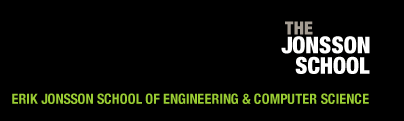 THE
JONSSON
SCHOOL
ERIK JONSSON SCHOOL OF ENGINEERING & COMPUTER SCIENCE